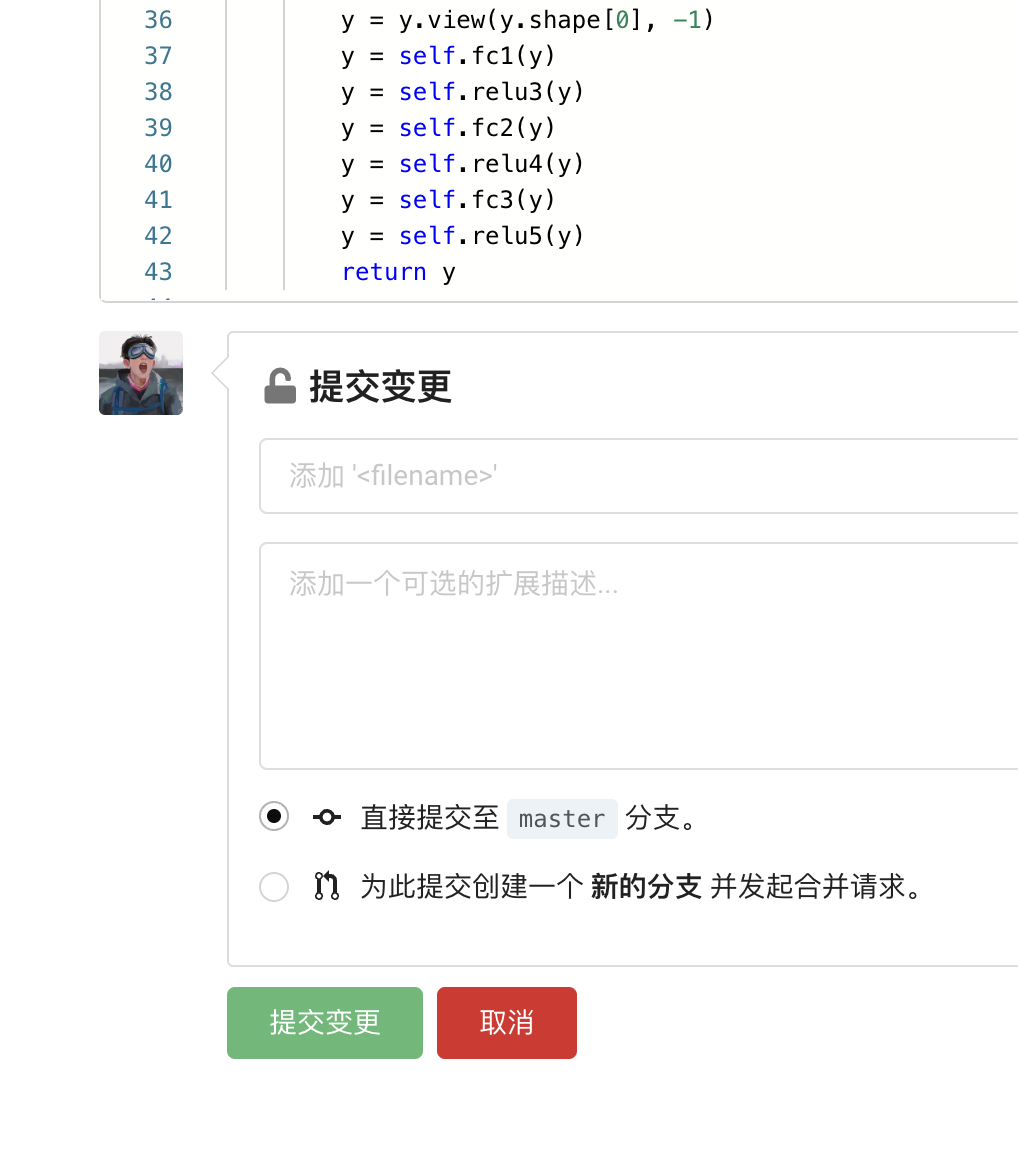 36 y = y.view(y.shape[0], -1)
37 y = self.fc1(y)
38 y = self.relu3(y)
39 y = self.fc2(y)
40 y = self.relu4(y)
41 y = self.fc3(y)
42 y = self.relu5(y)
43 return y
提交变更
添加 '<filename>'
添加一个可选的扩展描述...
直接提交至 master 分支。
为此提交创建一个 新的分支 并发起合并请求。
提交变更 取消